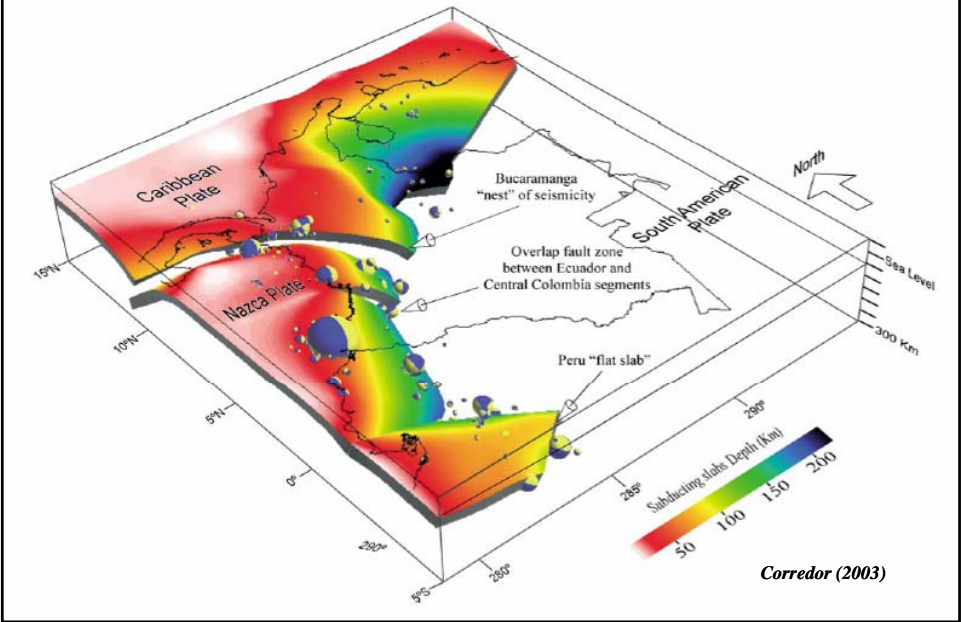 Caribbean
Plate
Bucaramanga
"nest" of seismicity
North
South American
Plate
Overlap fault zone
between Ecuador and
Central Colombia segments
Sea Level
15°N
Nazca Plate
300 Km
10°N
Peru "flat slab"
290°
5°N
Subducting slabs Depth (Km)
50
100
150
200
285°
0°
290°
280°
5°S
Corredor (2003)